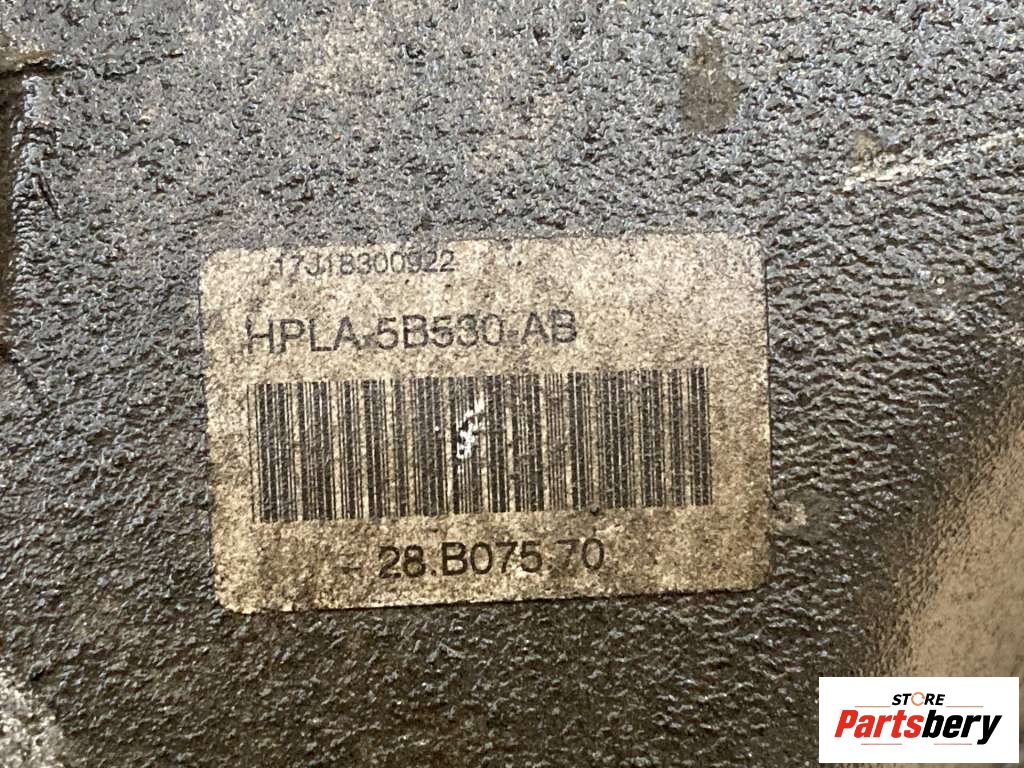 17J18300922
HPLA-5B530-AB
28.B075.70
STORE
Partsbery